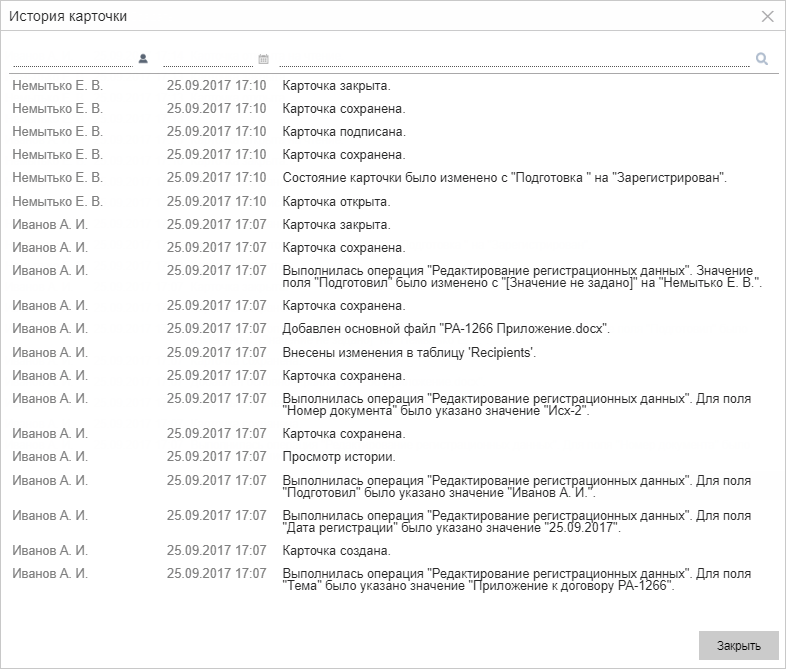 История карточки
Немытько Е. В. 25.09.2017 17:10 Карточка закрыта.
Немытько Е. В. 25.09.2017 17:10 Карточка сохранена.
Немытько Е. В. 25.09.2017 17:10 Карточка подписана.
Немытько Е. В. 25.09.2017 17:10 Карточка сохранена.
Немытько Е. В. 25.09.2017 17:10 Состояние карточки было изменено с "Подготовка " на "Зарегистрирован".
Немытько Е. В. 25.09.2017 17:10 Карточка открыта.
Иванов А. И. 25.09.2017 17:07 Карточка закрыта.
Иванов А. И. 25.09.2017 17:07 Карточка сохранена.
Иванов А. И. 25.09.2017 17:07 Выполнилась операция "Редактирование регистрационных данных". Значение
поля "Подготовил" было изменено с "[Значение не задано]" на "Немытько Е. В.".
Иванов А. И. 25.09.2017 17:07 Карточка сохранена.
Иванов А. И. 25.09.2017 17:07 Добавлен основной файл "РА-1266 Приложение.docx".
Иванов А. И. 25.09.2017 17:07 Внесены изменения в таблицу 'Recipients'.
Иванов А. И. 25.09.2017 17:07 Карточка сохранена.
Иванов А. И. 25.09.2017 17:07 Выполнилась операция "Редактирование регистрационных данных". Для поля
"Номер документа" было указано значение "Исх-2".
Иванов А. И. 25.09.2017 17:07 Карточка сохранена.
Иванов А. И. 25.09.2017 17:07 Просмотр истории.
Иванов А. И. 25.09.2017 17:07 Выполнилась операция "Редактирование регистрационных данных". Для поля
"Подготовил" было указано значение "Иванов А. И.".
Иванов А. И. 25.09.2017 17:07 Выполнилась операция "Редактирование регистрационных данных". Для поля
"Дата регистрации" было указано значение "25.09.2017".
Иванов А. И. 25.09.2017 17:07 Карточка создана.
Иванов А. И. 25.09.2017 17:07 Выполнилась операция "Редактирование регистрационных данных". Для поля
"Тема" было указано значение "Приложение к договору РА-1266".
Закрыть